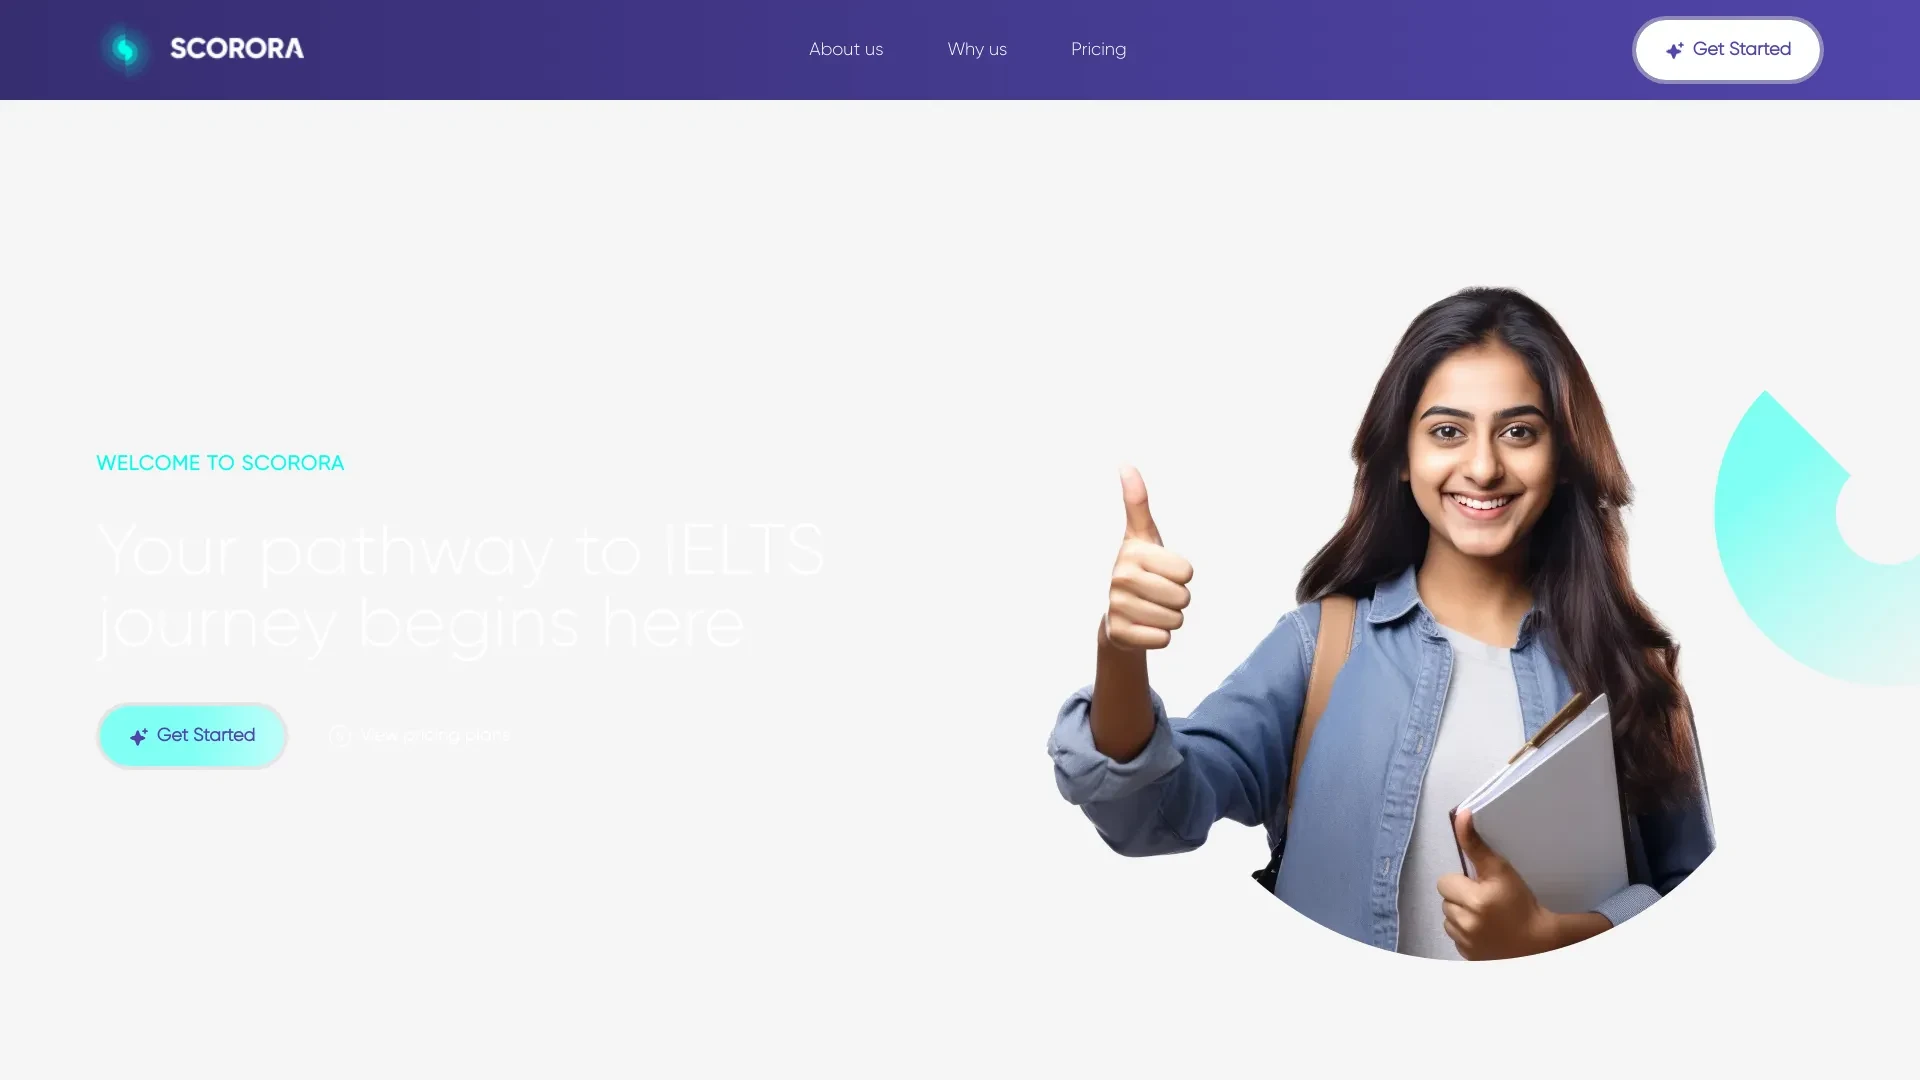 SCORORA
About us
Why us
Pricing
Get Started
WELCOME TO SCORORA
Your pathway to IELTS
journey begins here
Get Started
View pricing plans